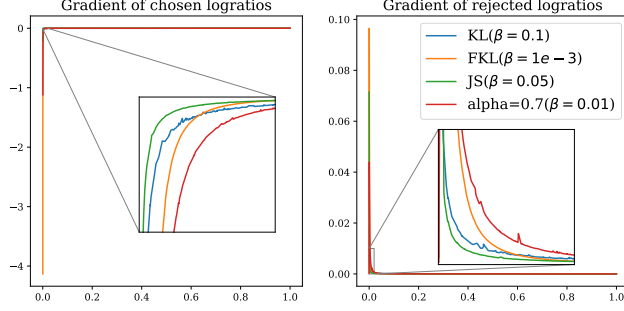 Gradient of chosen logratios
0
−1
−2
−3
−4
0.0 0.2 0.4 0.6 0.8 1.0
Gradient of rejected logratios
0.10
0.08
0.06
0.04
0.02
0.00
0.0 0.2 0.4 0.6 0.8 1.0
KL(β = 0.1)
FKL(β = 1e − 3)
JS(β = 0.05)
alpha=0.7(β = 0.01)